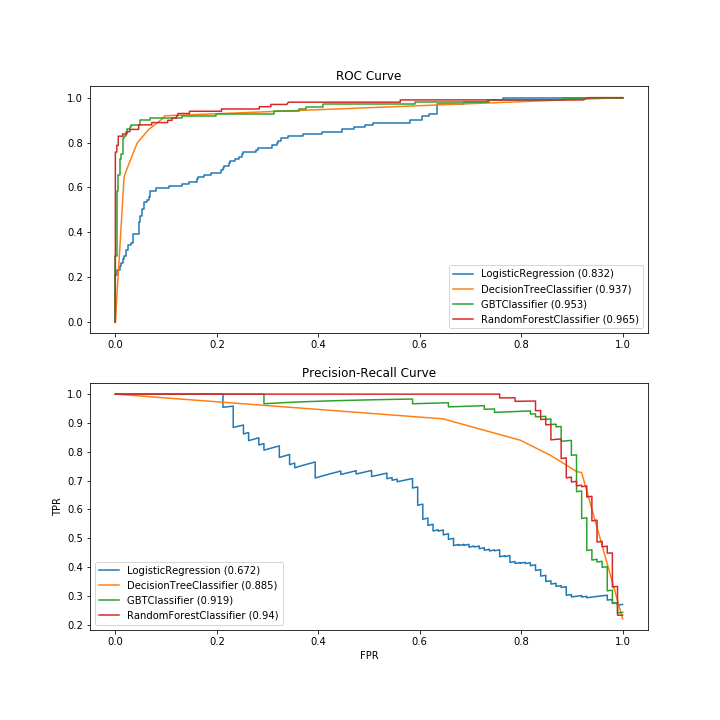 ROC Curve
1.0
0.8
0.6
0.4
0.2
0.0
LogisticRegression (0.832)
DecisionTreeClassifier (0.937)
GBTClassifier (0.953)
RandomForestClassifier (0.965)
0.0 0.2 0.4 0.6 0.8 1.0
Precision-Recall Curve
1.0
0.9
0.8
0.7
0.6
0.5
0.4
0.3
0.2
TPR
LogisticRegression (0.672)
DecisionTreeClassifier (0.885)
GBTClassifier (0.919)
RandomForestClassifier (0.94)
0.0 0.2 0.4 0.6 0.8 1.0
FPR